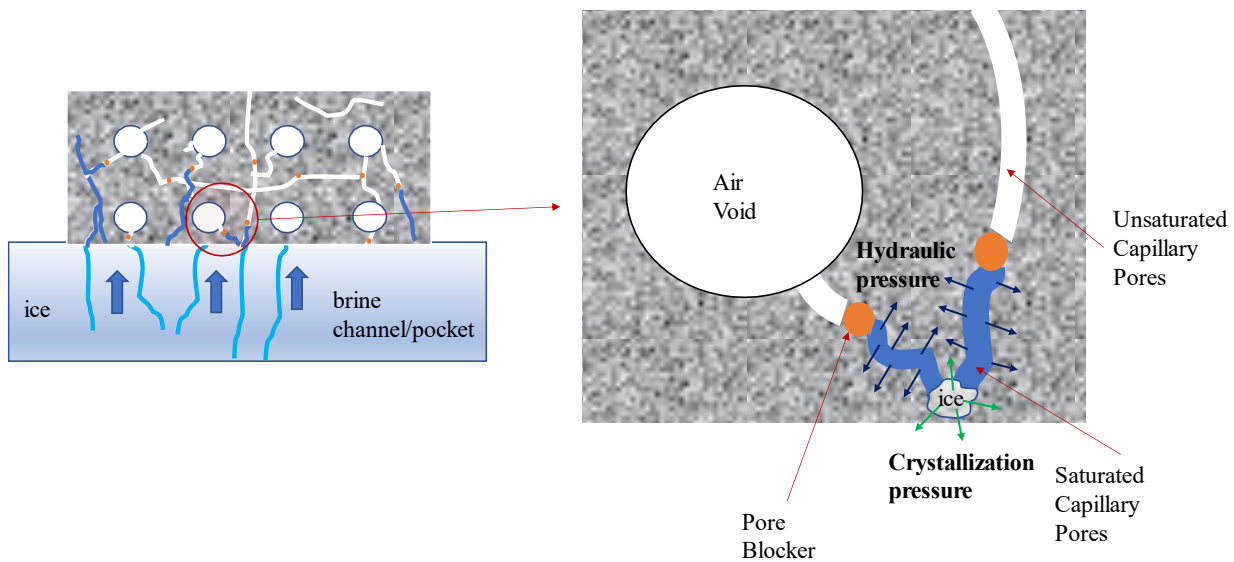 ice
brine
channel/pocket
Air
Void
Hydraulic
pressure
Unsaturated
Capillary
Pores
ice
Crystallization
pressure
Saturated
Capillary
Pores
Pore
Blocker